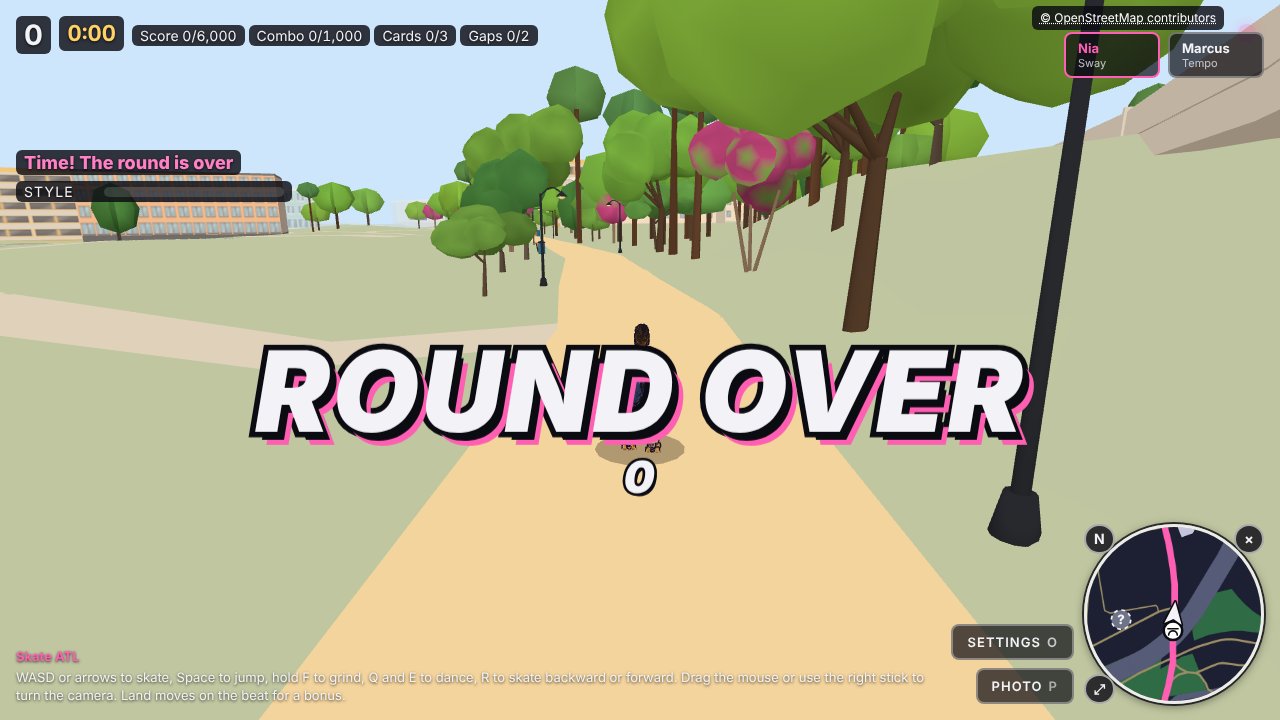 0
0:00
Score 0/6,000
Combo 0/1,000
Cards 0/3
Gaps 0/2
© OpenStreetMap contributors
Nia
Sway
Marcus
Tempo
Time! The round is over
STYLE
ROUND OVER
0
N
×
?
SETTINGS O
PHOTO P
Skate ATL
WASD or arrows to skate, Space to jump, hold F to grind, Q and E to dance, R to skate backward or forward. Drag the mouse or use the right stick to
turn the camera. Land moves on the beat for a bonus.